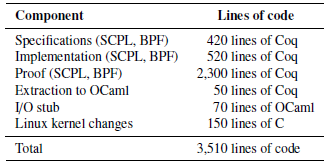 Component Lines of code
Specifications (SCPL, BPF) 420 lines of Coq
Implementation (SCPL, BPF) 520 lines of Coq
Proof (SCPL, BPF) 2,300 lines of Coq
Extraction to OCaml 50 lines of Coq
I/O stub 70 lines of OCaml
Linux kernel changes 150 lines of C
Total 3,510 lines of code